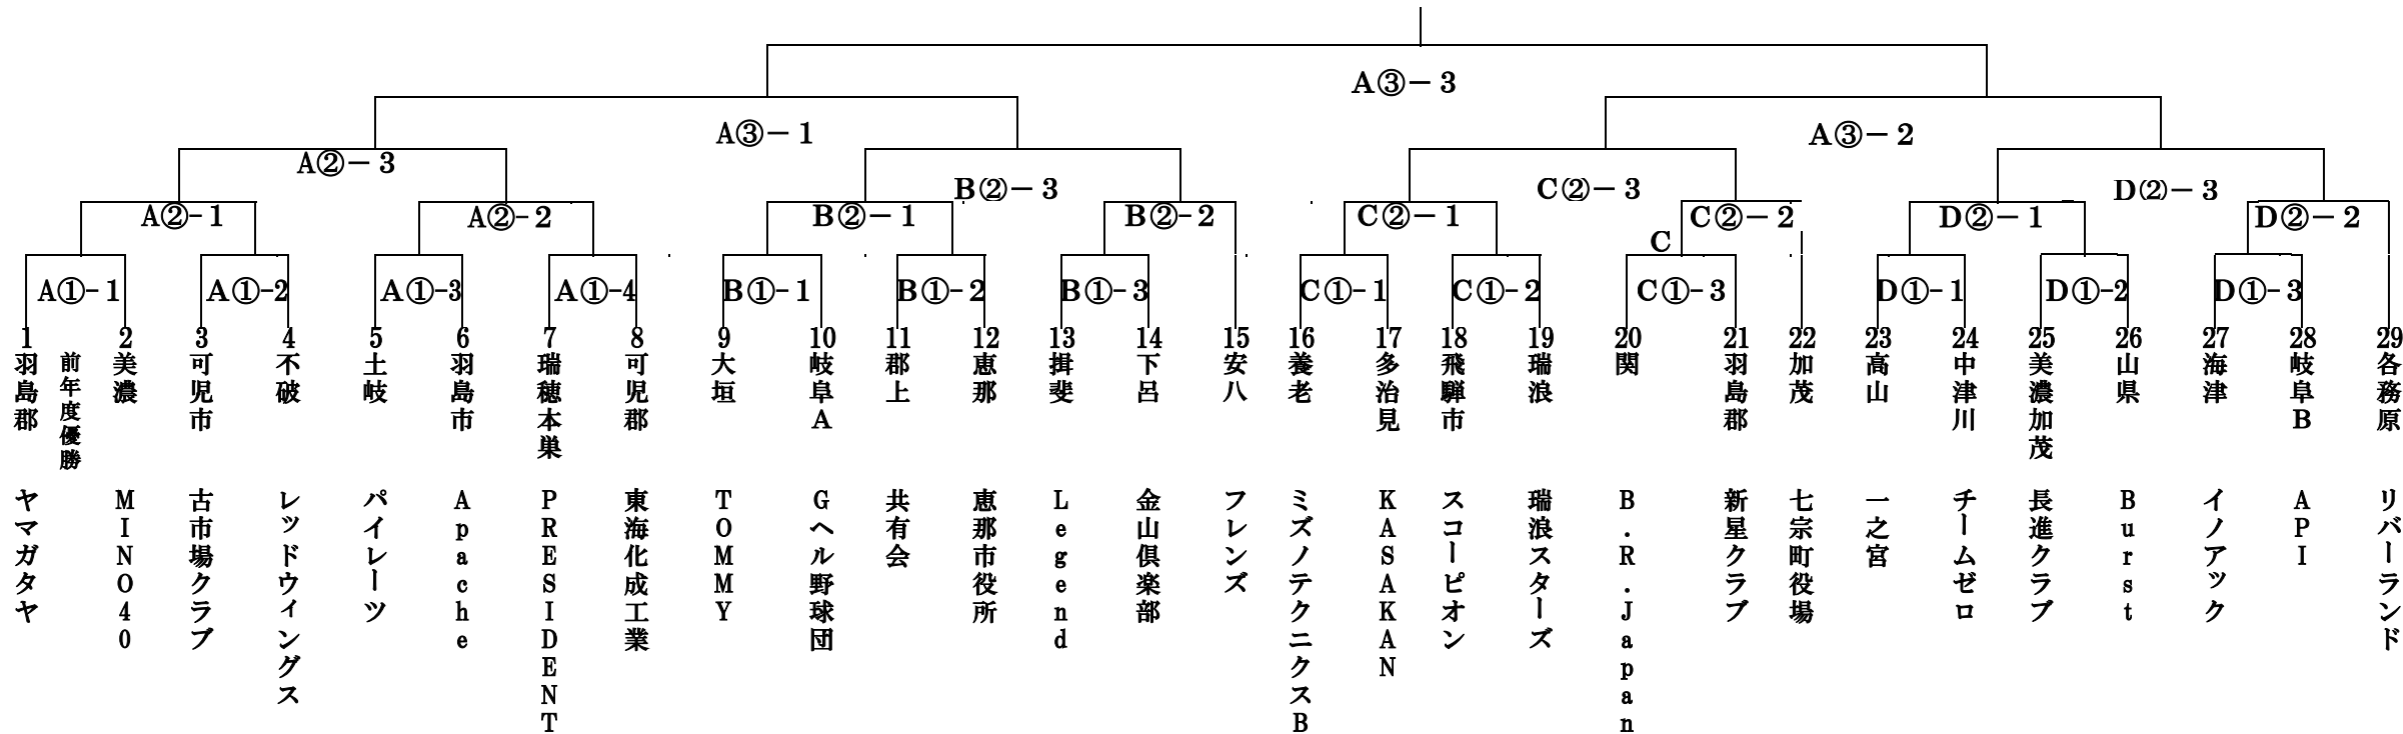 A③－3
A③－1
A③－2
A②－3
B②－3
C②－3
D②－3
A②-1
A②-2
B②－1
B②-2
C②－1
C②－2
D②－1
D②－2
C
A①-1
A①-2
A①-3
A①-4
B①-1
B①-2
B①-3
C①-1
C①-2
C①-3
D①-1
D①-2
D①-3
1 羽島郡 ヤマガタヤ
前年度優勝
2 美濃 MINO40
3 可児市 古市場クラブ
4 不破 レッドウィングス
5 土岐 パイレーツ
6 羽島市 Apache
7 瑞穂本巣 PRESIDENT
8 可児郡 東海化成工業
9 大垣 TOMMY
10 岐阜A Gヘル野球団
11 郡上 共有会
12 恵那 恵那市役所
13 揖斐 Legend
14 下呂 金山倶楽部
15 安八 フレンズ
16 養老 ミズノテクニクスB
17 多治見 KASAKAN
18 飛騨市 スコーピオン
19 瑞浪 瑞浪スターズ
20 関 B.R.Japan
21 羽島郡 新星クラブ
22 加茂 七宗町役場
23 高山 一之宮
24 中津川 チームゼロ
25 美濃加茂 長進クラブ
26 山県 Burst
27 海津 イノアック
28 岐阜B API
29 各務原 リバーランド